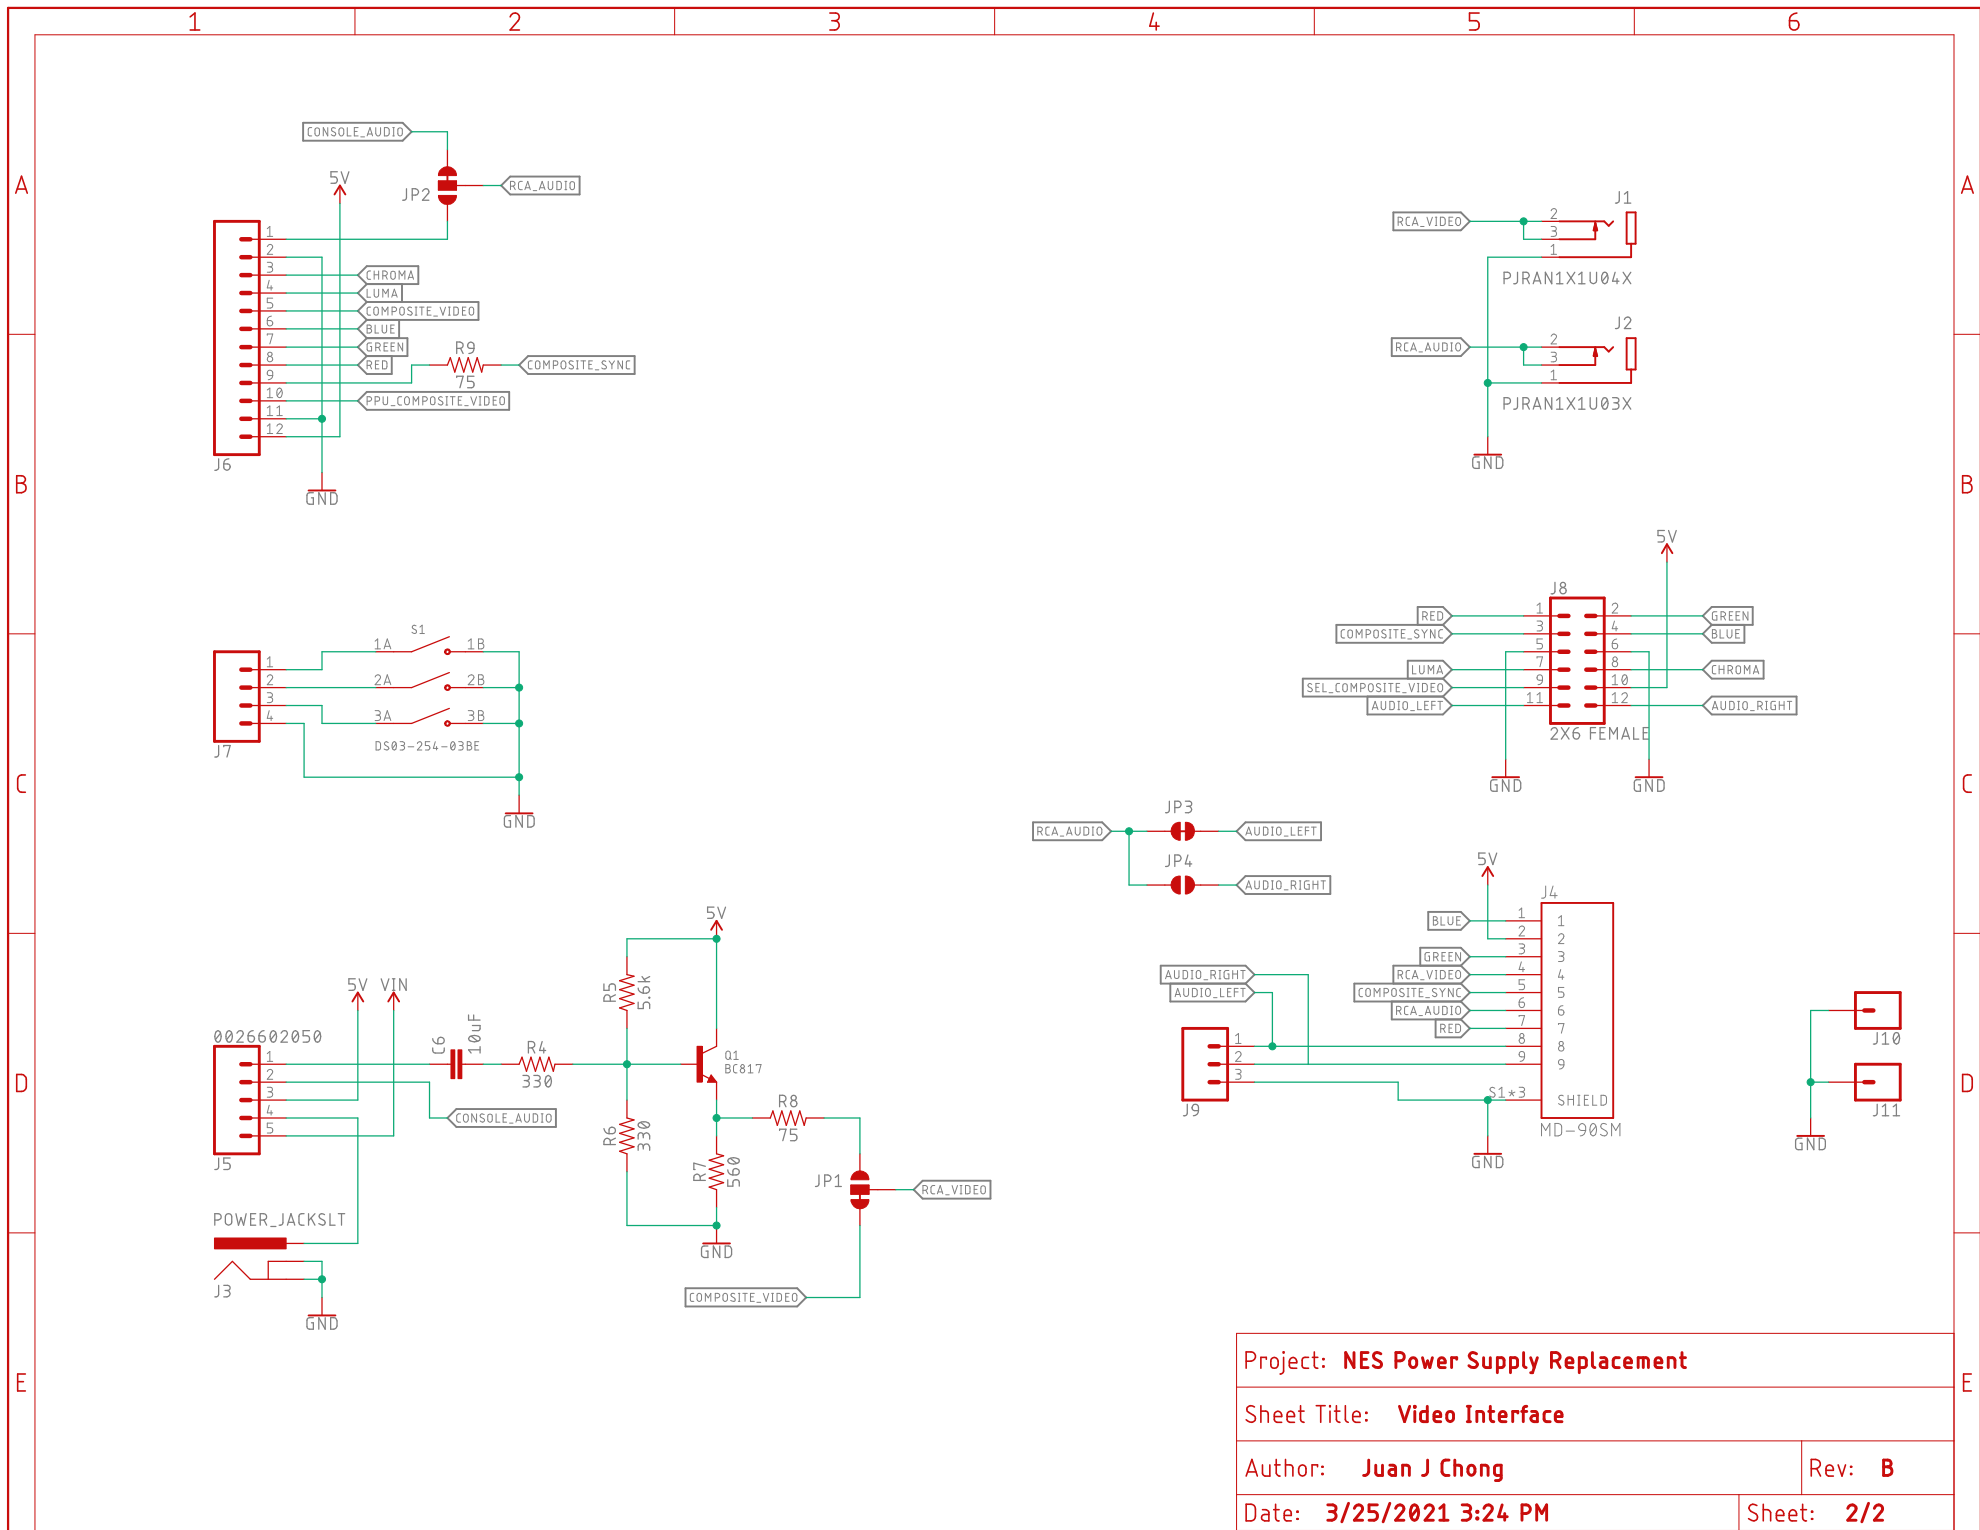 1 2 3 4 5 6
A A
B B
C C
D D
E E
CONSOLE_AUDIO
5V
JP2
RCA_AUDIO
1
2
3 CHROMA
4 LUMA
5 COMPOSITE_VIDEO
6 BLUE
7 GREEN
8 RED
9
R9
75
COMPOSITE_SYNC
10 PPU_COMPOSITE_VIDEO
11
12
J6
GND
J1
RCA_VIDEO
2
3
1
PJRAN1X1U04X
J2
RCA_AUDIO
2
3
1
PJRAN1X1U03X
GND
S1
1 1A 1B
2 2A 2B
3 3A 3B
4
J7
DS03-254-03BE
GND
5V
J8
RED 1 2 GREEN
COMPOSITE_SYNC 3 4 BLUE
5 6
LUMA 7 8 CHROMA
SEL_COMPOSITE_VIDEO 9 10
AUDIO_LEFT 11 12 AUDIO_RIGHT
2X6 FEMALE
GND GND
JP3
RCA_AUDIO AUDIO_LEFT
JP4
AUDIO_RIGHT
5V VIN
0026602050
1
2
3
4
5
J5
C6
10uF
R4
330
CONSOLE_AUDIO
5V
R5
5.6k
Q1
BC817
R6
330
R7
560
R8
75
JP1
RCA_VIDEO
GND
COMPOSITE_VIDEO
POWER_JACKSLT
J3
GND
5V
J4
BLUE 1 1
2 2
GREEN 3 3
RCA_VIDEO 4 4
COMPOSITE_SYNC 5 5
RCA_AUDIO 6 6
RED 7 7
8 8
9 9
S1*3 SHIELD
MD-90SM
AUDIO_RIGHT
AUDIO_LEFT
1
2
3
J9
GND
J10
J11
GND
Project: NES Power Supply Replacement
Sheet Title: Video Interface
Author: Juan J Chong Rev: B
Date: 3/25/2021 3:24 PM Sheet: 2/2